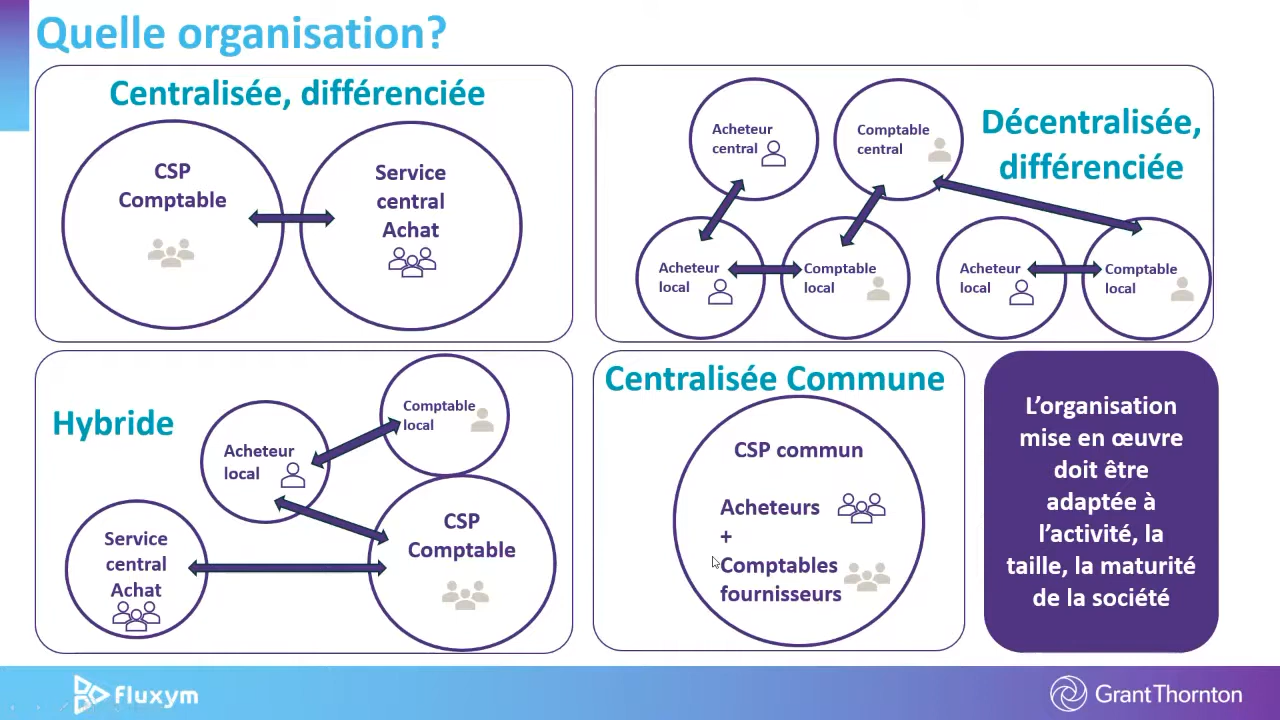 Quelle organisation?
Centralisée, différenciée
CSP
Comptable
Service
central
Achat
Acheteur
central
Comptable
central
Décentralisée,
différenciée
Acheteur
local
Comptable
local
Acheteur
local
Comptable
local
Hybride
Comptable
local
Acheteur
local
CSP
Comptable
Service
central
Achat
Centralisée Commune
CSP commun
Acheteurs
+
Comptables
fournisseurs
L’organisation
mise en œuvre
doit être
adaptée à
l’activité, la
taille, la maturité
de la société
fluxym
GrantThornton